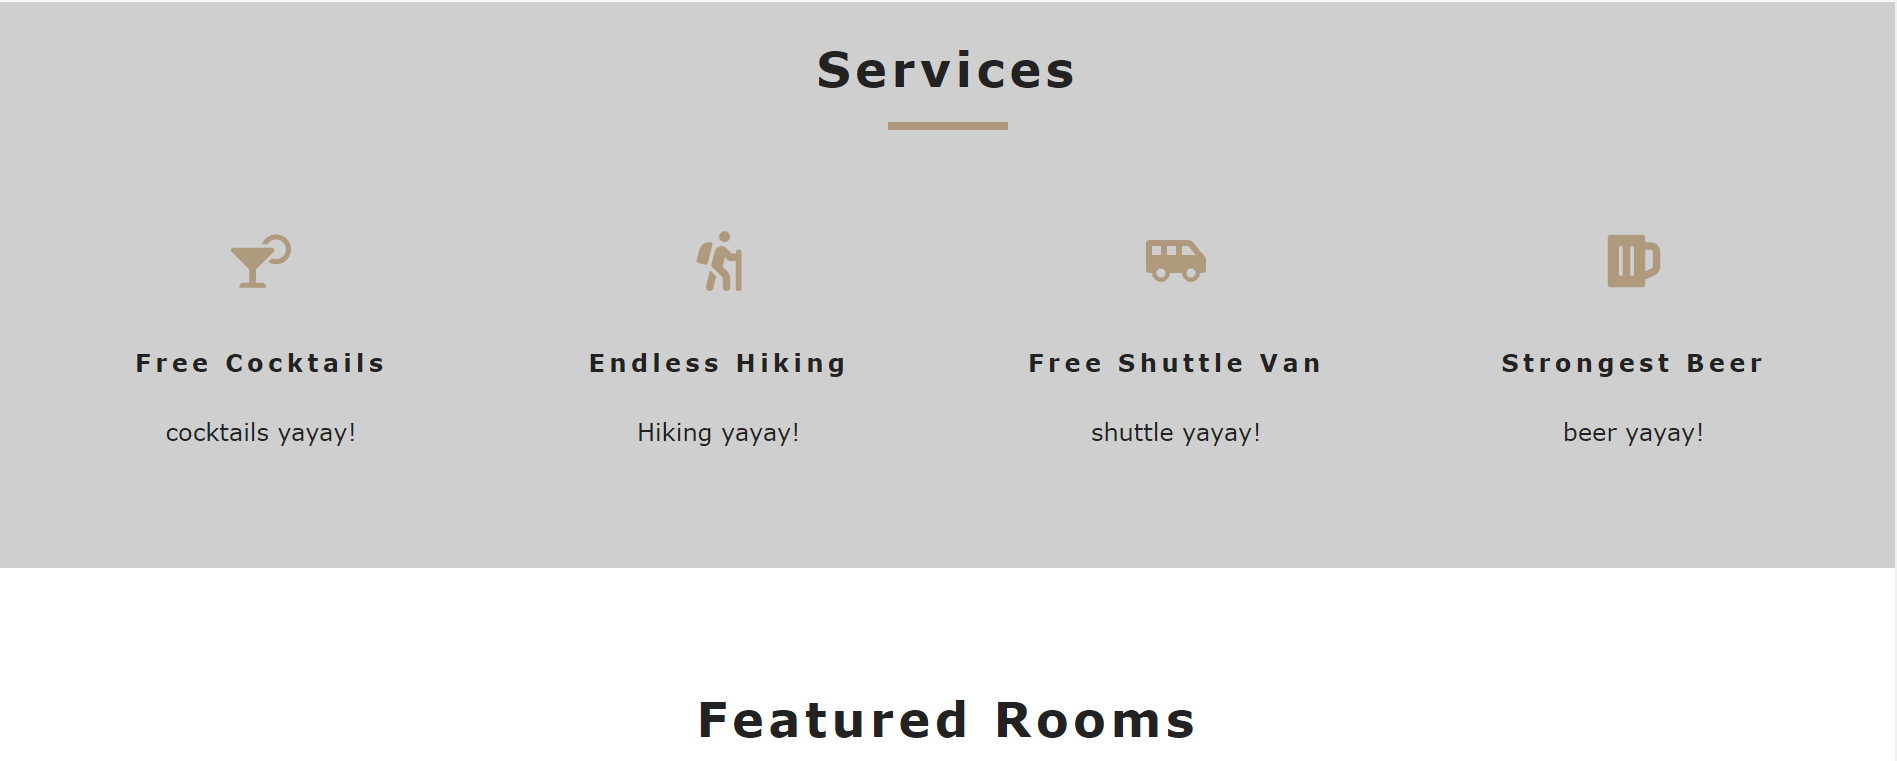 Services
Free Cocktails
Endless Hiking
Free Shuttle Van
Strongest Beer
cocktails yayay!
Hiking yayay!
shuttle yayay!
beer yayay!
Featured Rooms